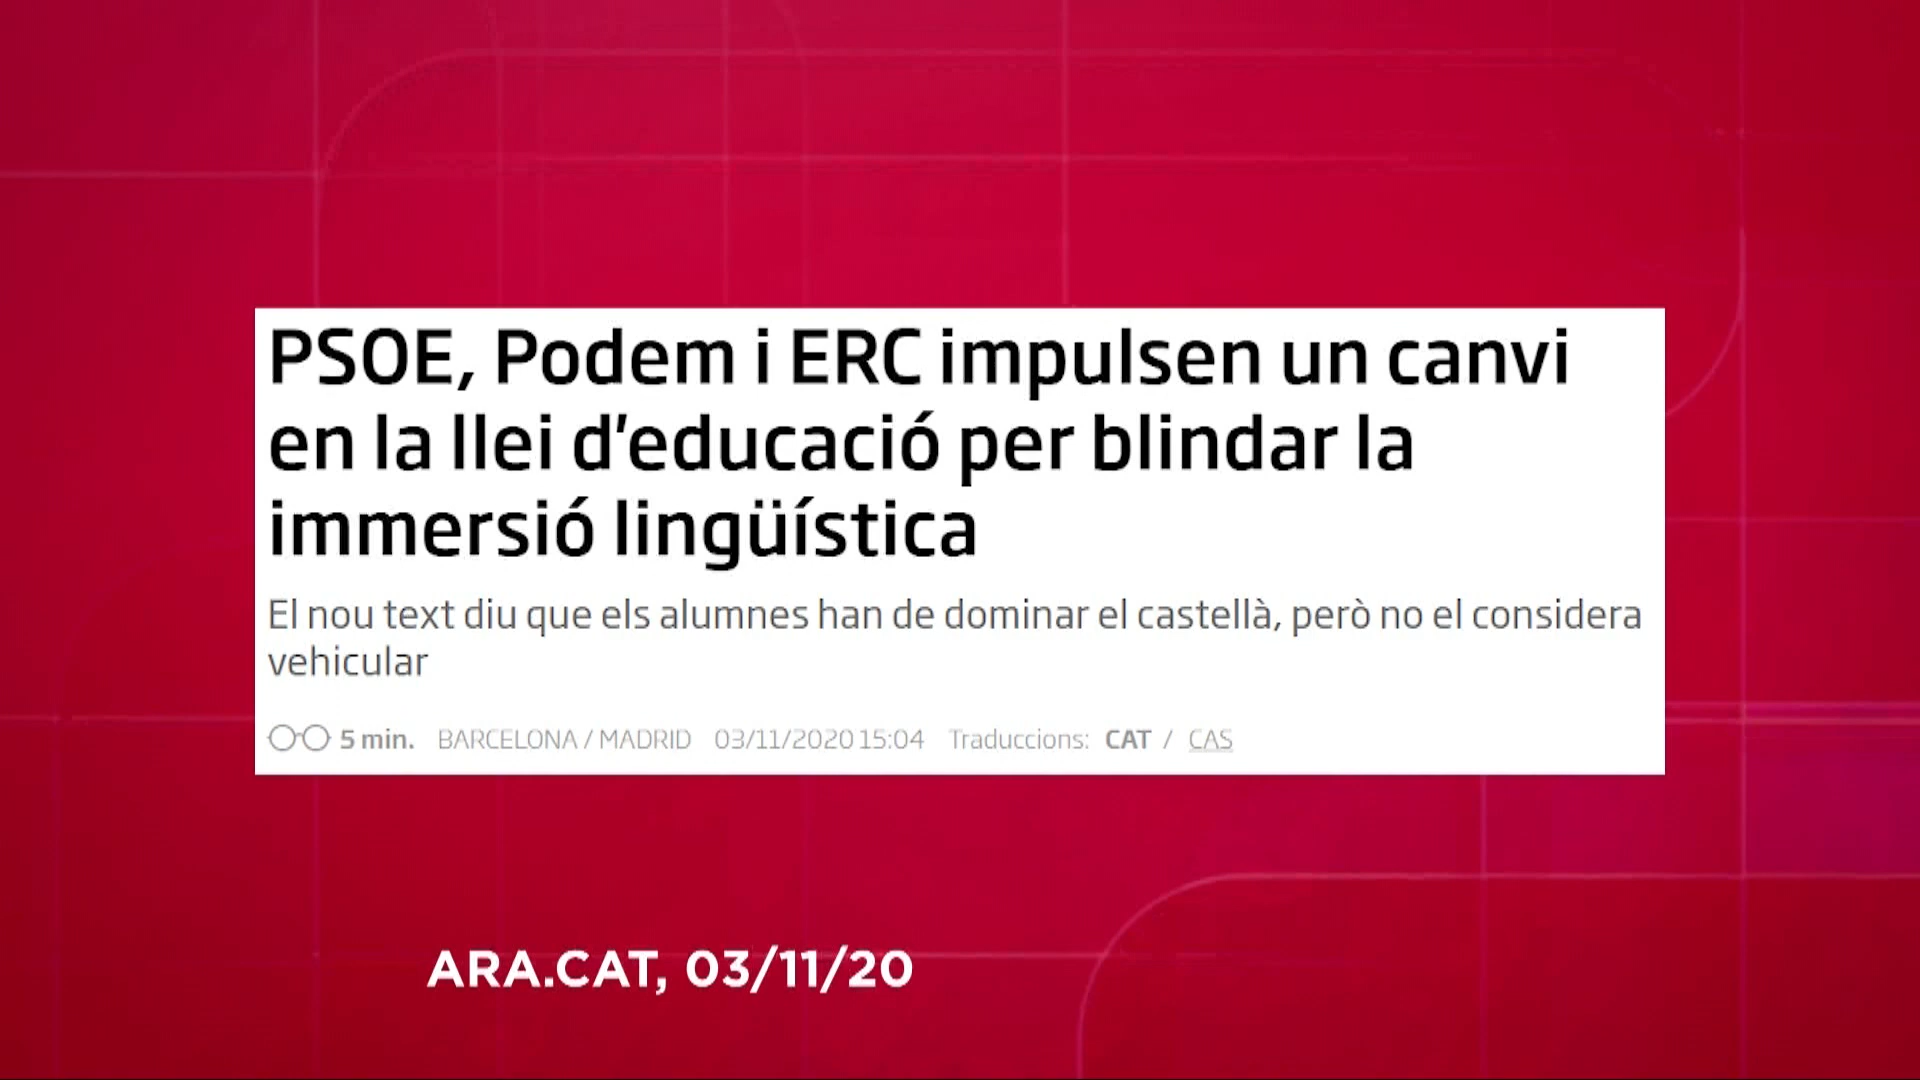 PSOE, Podem i ERC impulsen un canvi
en la llei d'educació per blindar la
immersió lingüística
El nou text diu que els alumnes han de dominar el castellà, però no el considera
vehicular
5 min. BARCELONA / MADRID 03/11/2020 15:04 Traduccions: CAT / CAS
ARA.CAT, 03/11/20